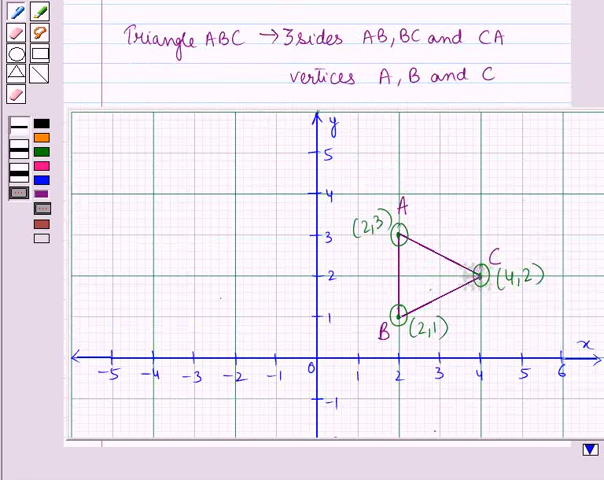 Triangle ABC → 3 sides AB, BC and CA
vertices A, B and C
y
5
4
A
(2,3)
3
C
2
(4,2)
1
B
(2,1)
x
-5 -4 -3 -2 -1 0 1 2 3 4 5 6
-1